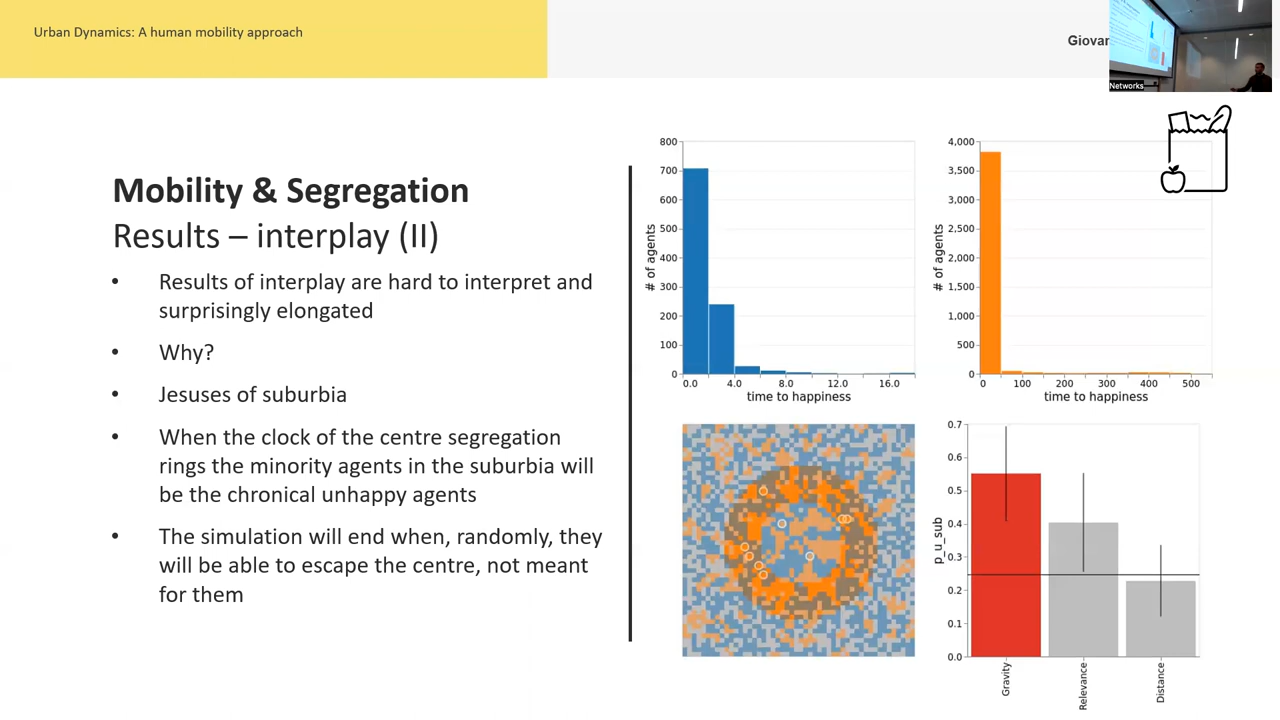 Urban Dynamics: A human mobility approach
Giovan
Networks
Mobility & Segregation
Results – interplay (II)
• Results of interplay are hard to interpret and
surprisingly elongated
• Why?
• Jesuses of suburbia
• When the clock of the centre segregation
rings the minority agents in the suburbia will
be the chronical unhappy agents
• The simulation will end when, randomly, they
will be able to escape the centre, not meant
for them
800
700
600
500
400
300
200
100
0
# of agents
0.0 4.0 8.0 12.0 16.0
time to happiness
4,000
3,500
3,000
2,500
2,000
1,500
1,000
500
0
# of agents
0 100 200 300 400 500
time to happiness
0.7
0.6
0.5
0.4
0.3
0.2
0.1
0.0
p_u_sub
Gravity
Relevance
Distance